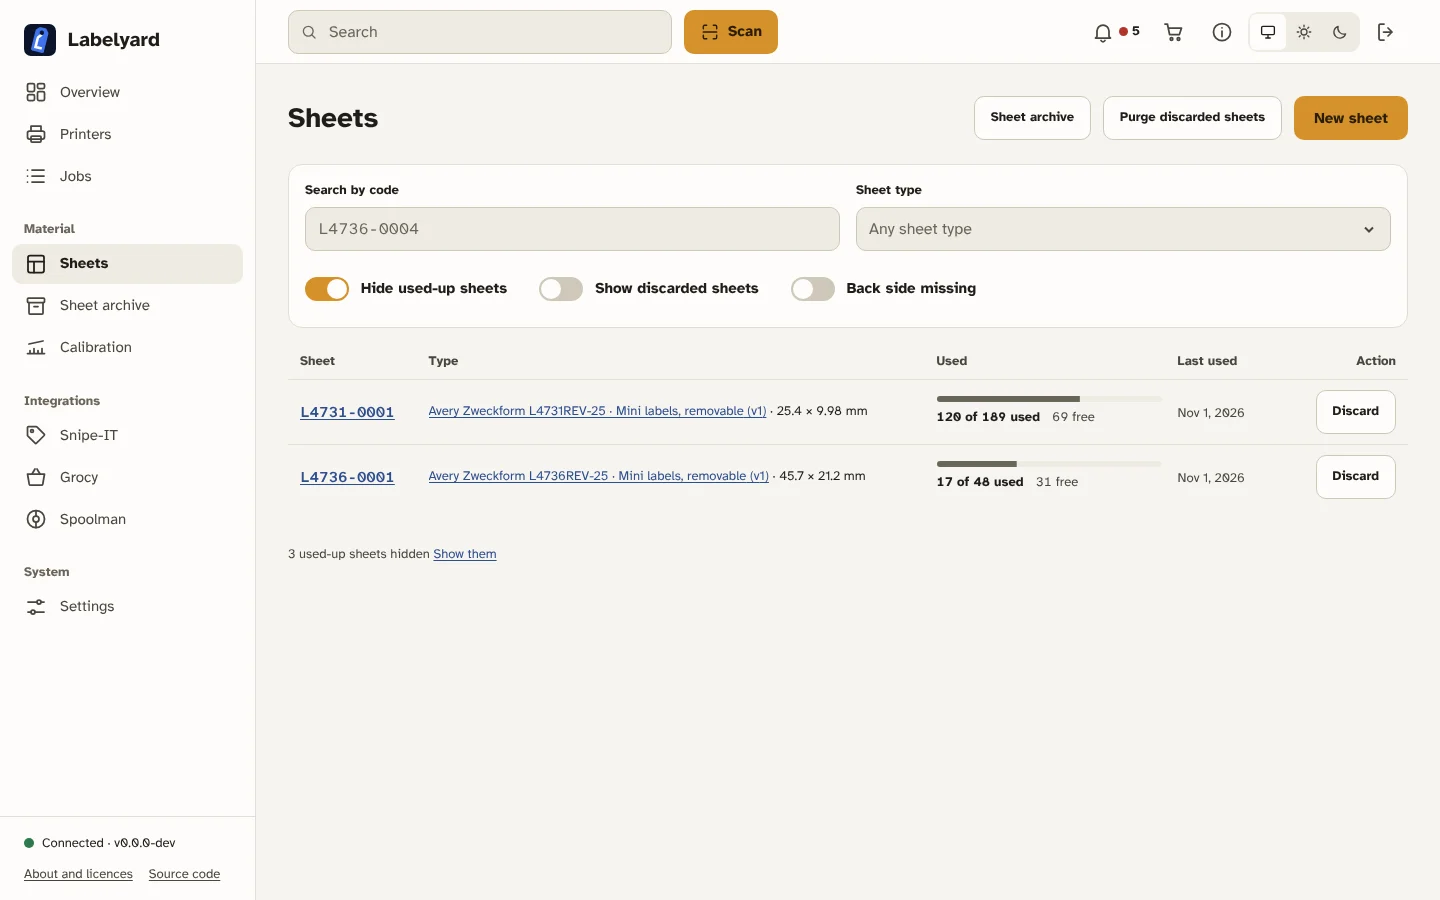 Labelyard
Search
Scan
5
Overview
Printers
Jobs
Material
Sheets
Sheet archive
Calibration
Integrations
Snipe-IT
Grocy
Spoolman
System
Settings
Connected · v0.0.0-dev
About and licences Source code
Sheets
Sheet archive
Purge discarded sheets
New sheet
Search by code
L4736-0004
Sheet type
Any sheet type
Hide used-up sheets
Show discarded sheets
Back side missing
Sheet Type Used Last used Action
L4731-0001 Avery Zweckform L4731REV-25 · Mini labels, removable (v1) · 25.4 × 9.98 mm 120 of 189 used 69 free Nov 1, 2026 Discard
L4736-0001 Avery Zweckform L4736REV-25 · Mini labels, removable (v1) · 45.7 × 21.2 mm 17 of 48 used 31 free Nov 1, 2026 Discard
3 used-up sheets hidden Show them